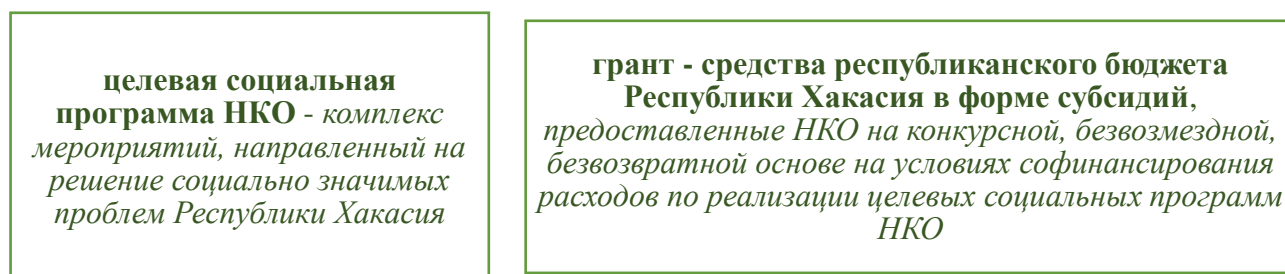 целевая социальная
программа НКО - комплекс
мероприятий, направленный на
решение социально значимых
проблем Республики Хакасия
грант - средства республиканского бюджета
Республики Хакасия в форме субсидий,
предоставленные НКО на конкурсной, безвозмездной,
безвозвратной основе на условиях софинансирования
расходов по реализации целевых социальных программ
НКО